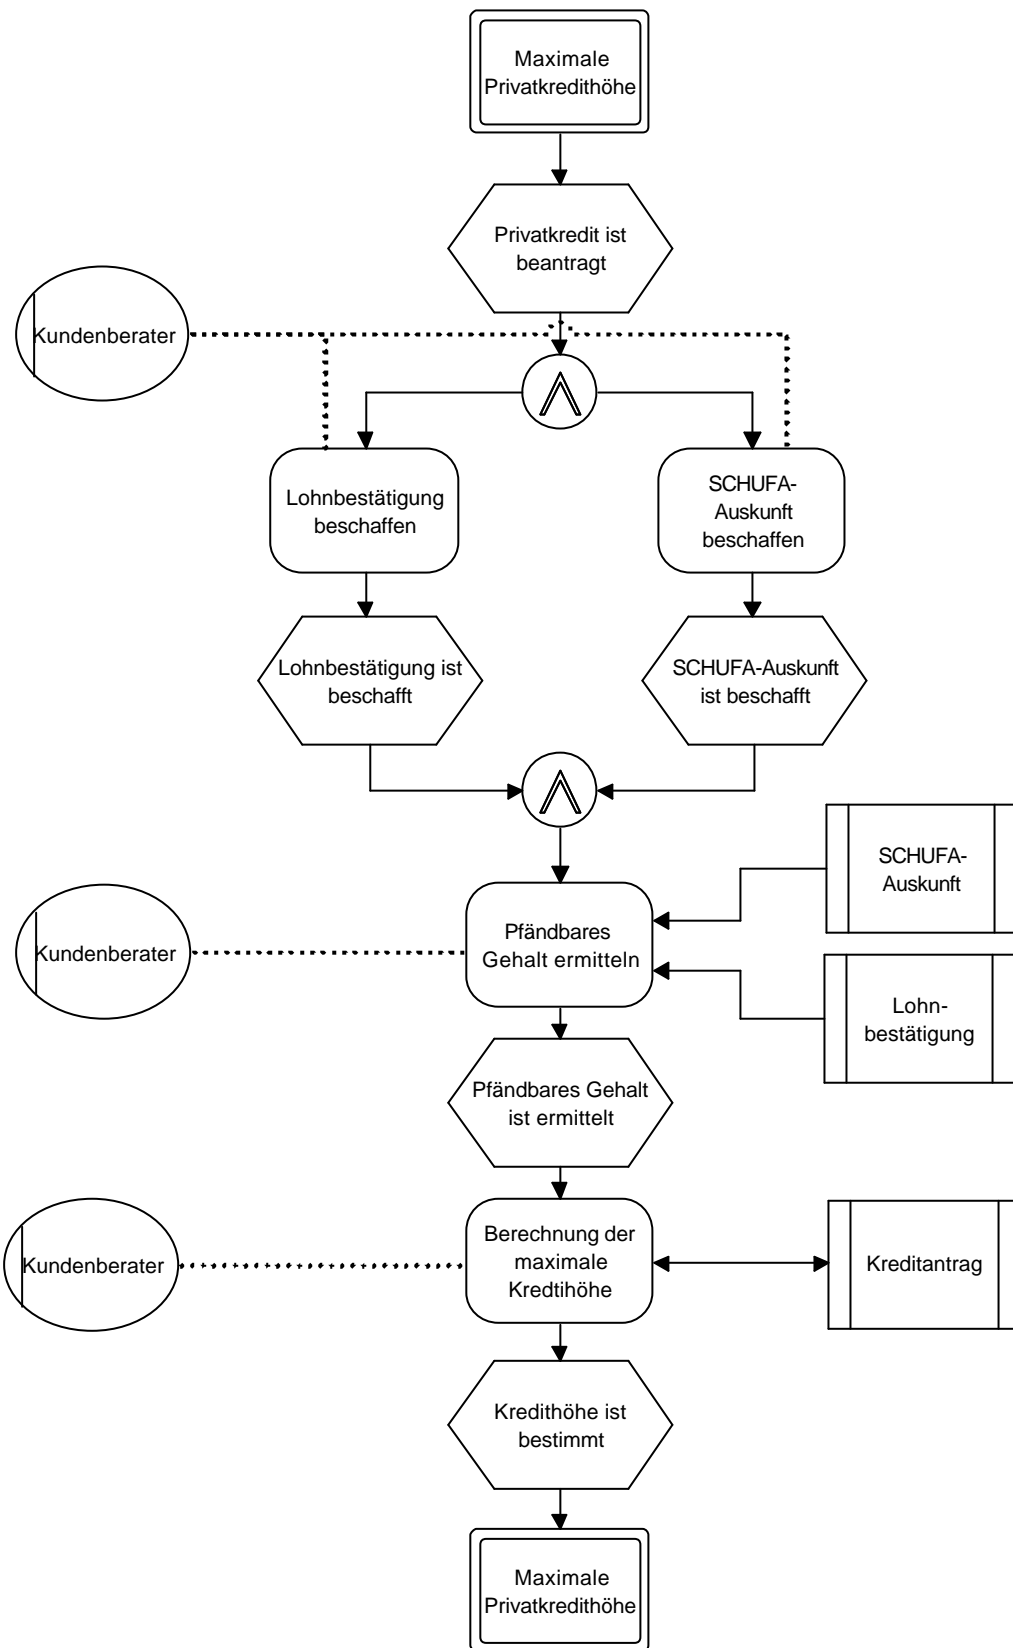 Maximale
Privatkredithöhe
Privatkredit ist
beantragt
Kundenberater
Lohnbestätigung
beschaffen
SCHUFA-
Auskunft
beschaffen
Lohnbestätigung ist
beschafft
SCHUFA-Auskunft
ist beschafft
SCHUFA-
Auskunft
Kundenberater
Pfändbares
Gehalt ermitteln
Lohn-
bestätigung
Pfändbares Gehalt
ist ermittelt
Kundenberater
Berechnung der
maximale
Kredtihöhe
Kreditantrag
Kredithöhe ist
bestimmt
Maximale
Privatkredithöhe